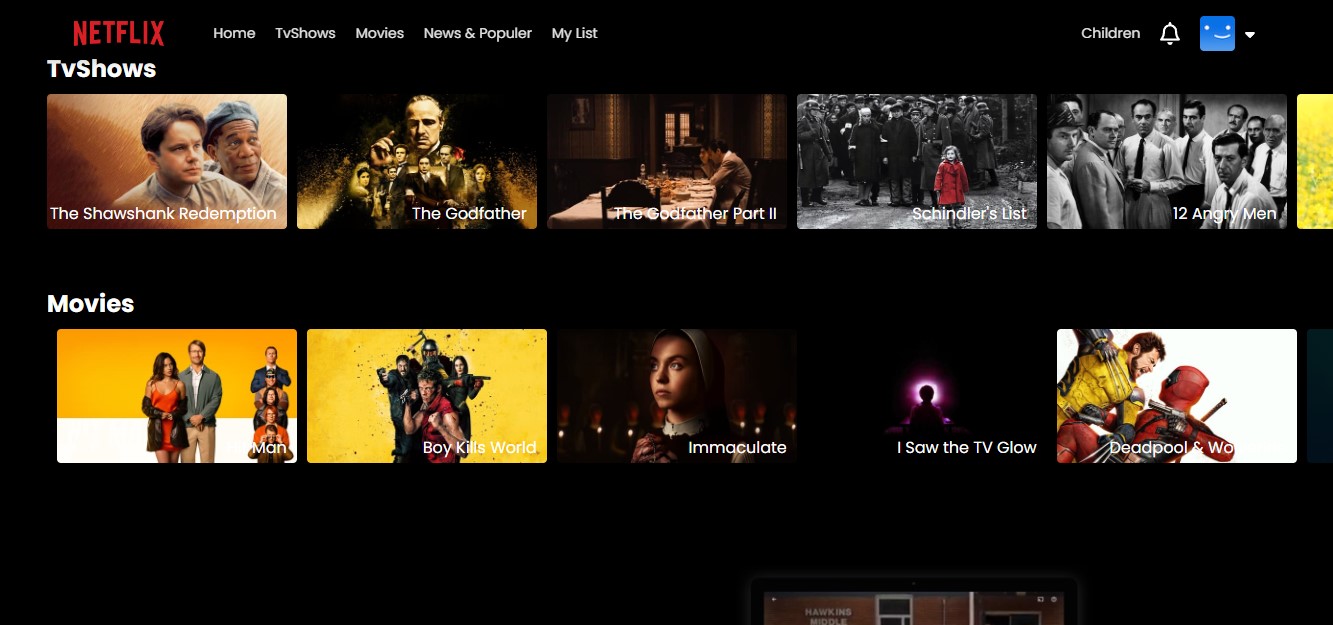 NETFLIX
Home TvShows Movies News & Populer My List
Children
TvShows
The Shawshank Redemption
The Godfather
The Godfather Part II
Schindler's List
12 Angry Men
Movies
Man
Boy Kills World
Immaculate
I Saw the TV Glow
Deadpool & Wo
HAWKINS
MIDDLE